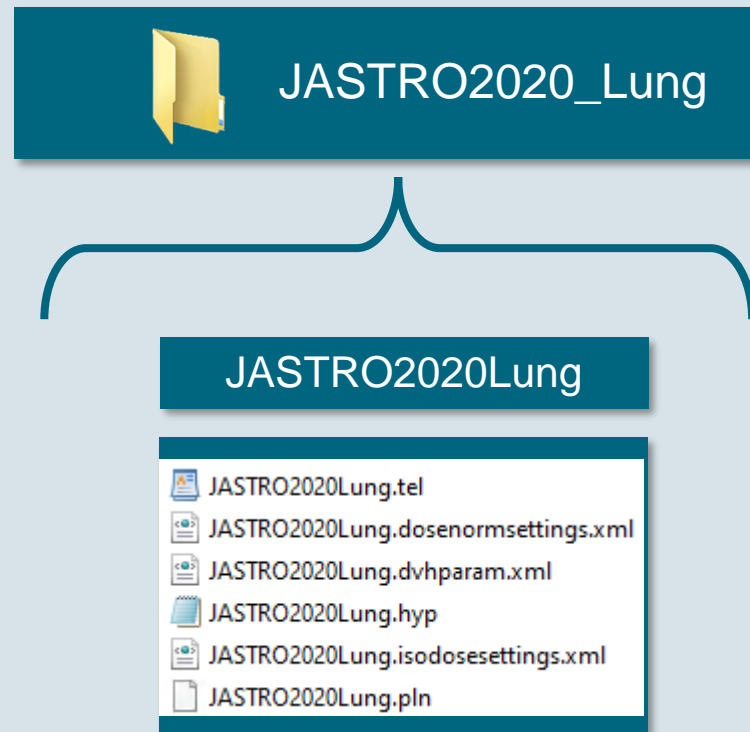 JASTRO2020_Lung
JASTRO2020Lung
JASTRO2020Lung.tel
JASTRO2020Lung.dosenormsettings.xml
JASTRO2020Lung.dvhparam.xml
JASTRO2020Lung.hyp
JASTRO2020Lung.isodosesettings.xml
JASTRO2020Lung.pln